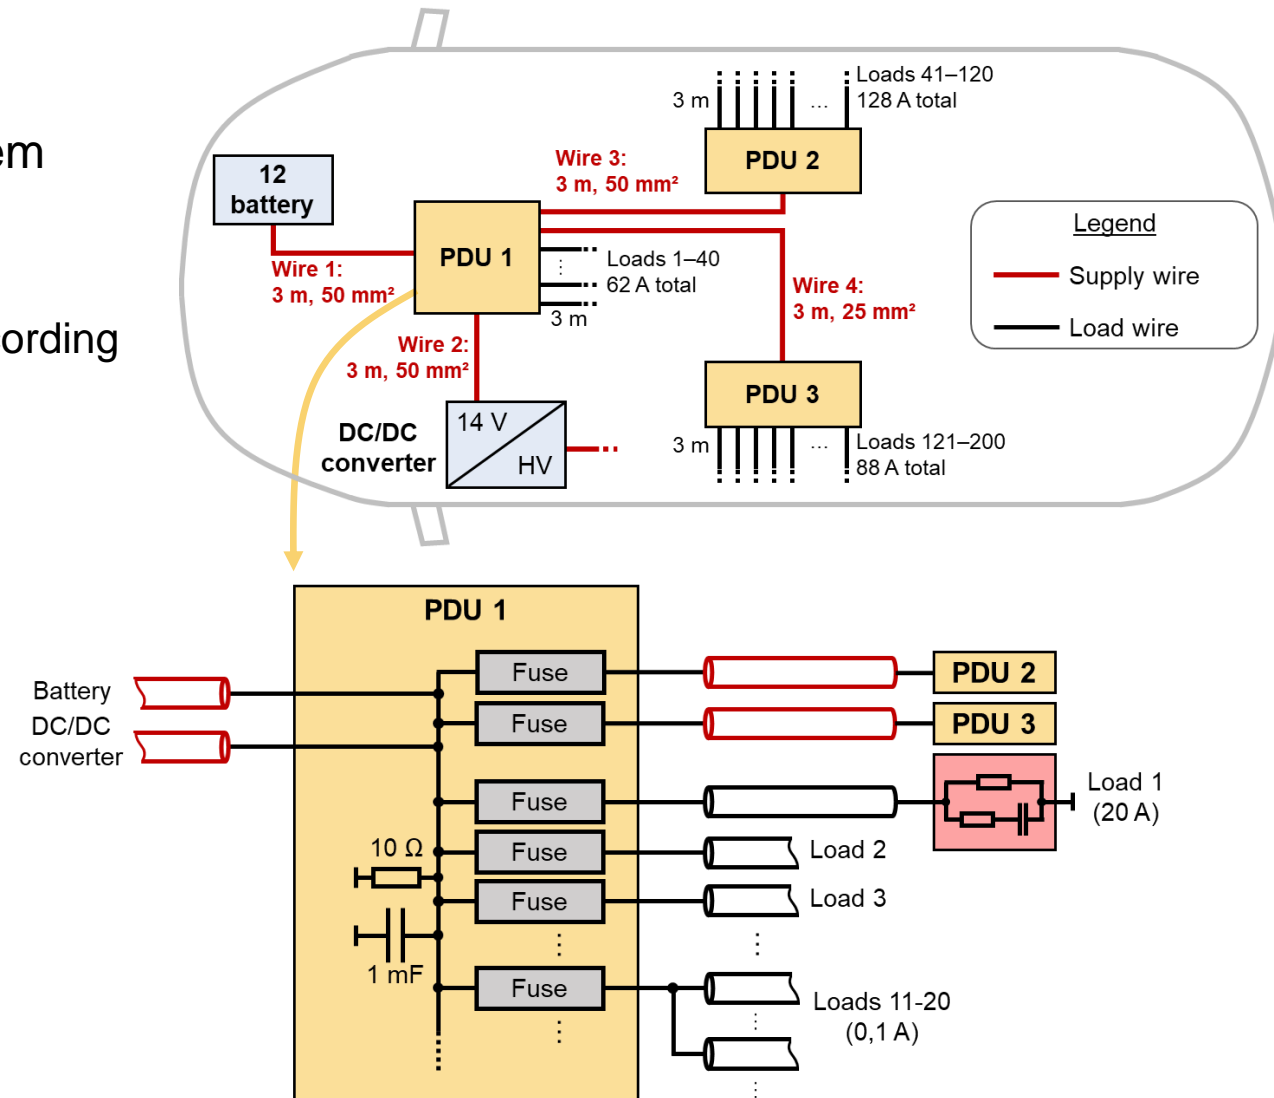 em
cording
12
battery
PDU 1
Wire 1:
3 m, 50 mm²
Wire 2:
3 m, 50 mm²
Wire 3:
3 m, 50 mm²
Wire 4:
3 m, 25 mm²
3 m
PDU 2
...
Loads 41–120
128 A total
Loads 1–40
62 A total
3 m
DC/DC
converter
14 V
HV
PDU 3
3 m
...
Loads 121–200
88 A total
Legend
Supply wire
Load wire
PDU 1
Battery
DC/DC
converter
10 Ω
1 mF
Fuse
PDU 2
Fuse
PDU 3
Fuse
Load 1
(20 A)
Fuse
Load 2
Fuse
Load 3
Fuse
Loads 11-20
(0,1 A)